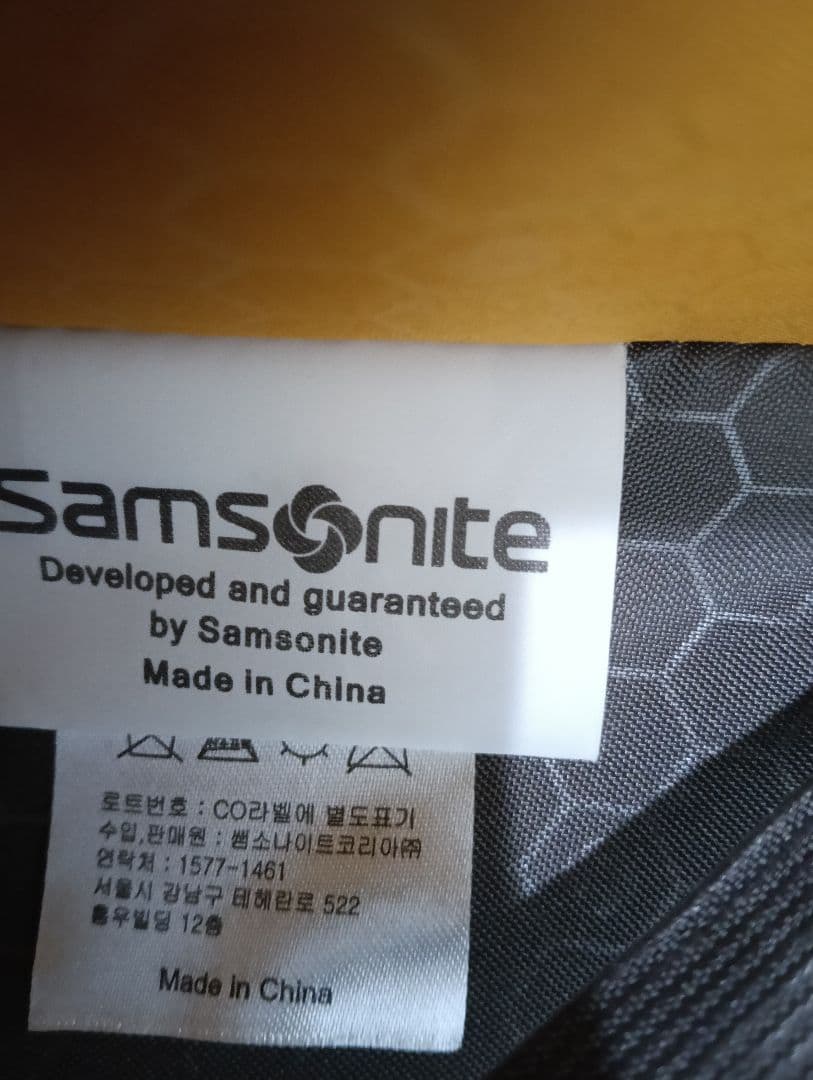 samsonite
Developed and guaranteed
by Samsonite
Made in China
로트번호 : CO라벨에 별도표기
수입,판매원 : 쌤소나이트코리아㈜
연락처 : 1577-1461
서울시 강남구 테헤란로 522
홍우빌딩 12층
Made in China